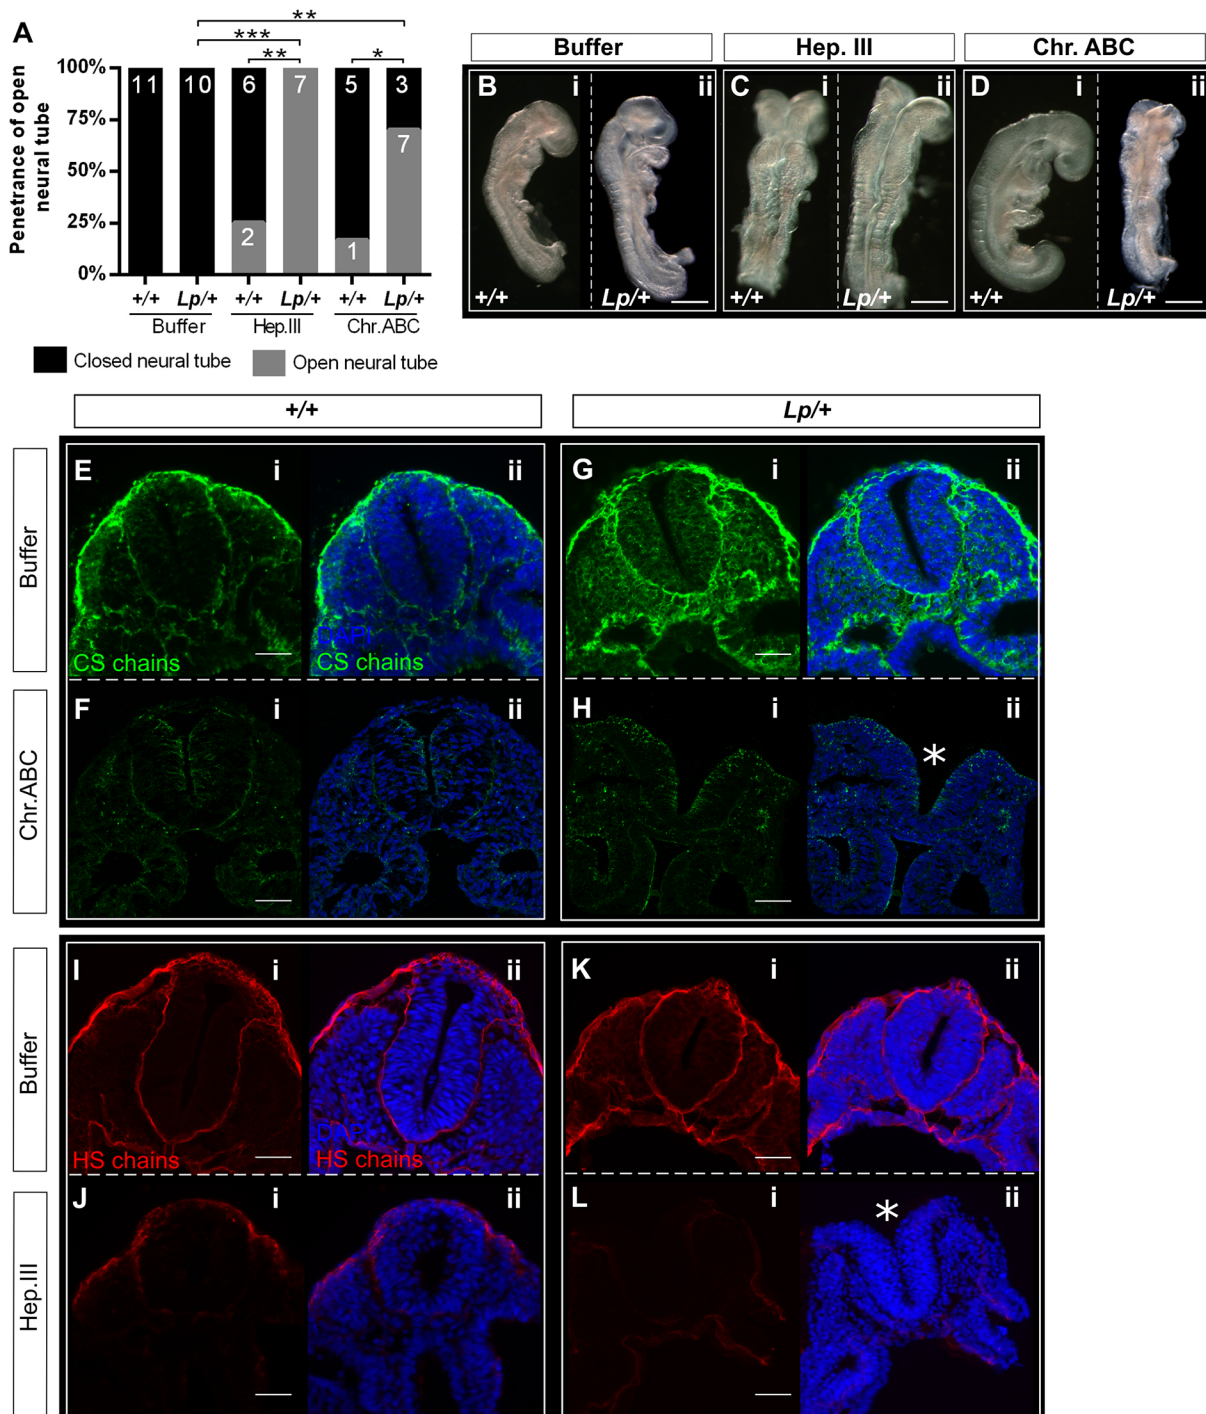 A
** 
***
** *
100%
75%
50%
25%
0%
Penetrance of open
neural tube
11 10 6 7 5 3
7
2
1
+/+ Lp/+ +/+ Lp/+ +/+ Lp/+
Buffer Hep.III Chr.ABC
Closed neural tube Open neural tube
Buffer Hep. III Chr. ABC
B i ii C i ii D i ii
+/+ Lp/+ +/+ Lp/+ +/+ Lp/+
+/+ Lp/+
Buffer
E i ii G i ii
DAPI
CS chains CS chains
Chr.ABC
F i ii H i ii
*
Buffer
I i ii K i ii
DAPI
HS chains HS chains
Hep.III
J i ii L i ii
*